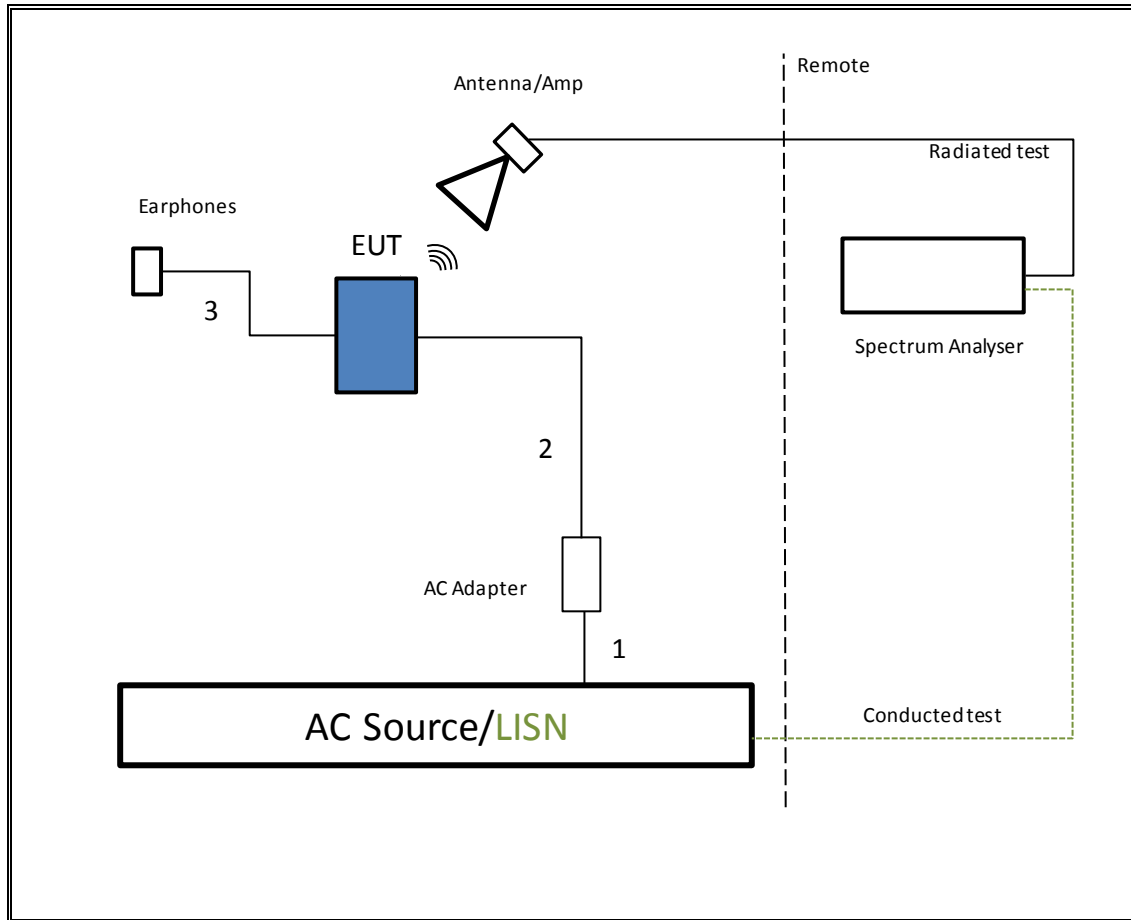 Remote
Antenna/Amp
Radiated test
Earphones
EUT
3
Spectrum Analyser
2
AC Adapter
1
AC Source/LISN
Conducted test